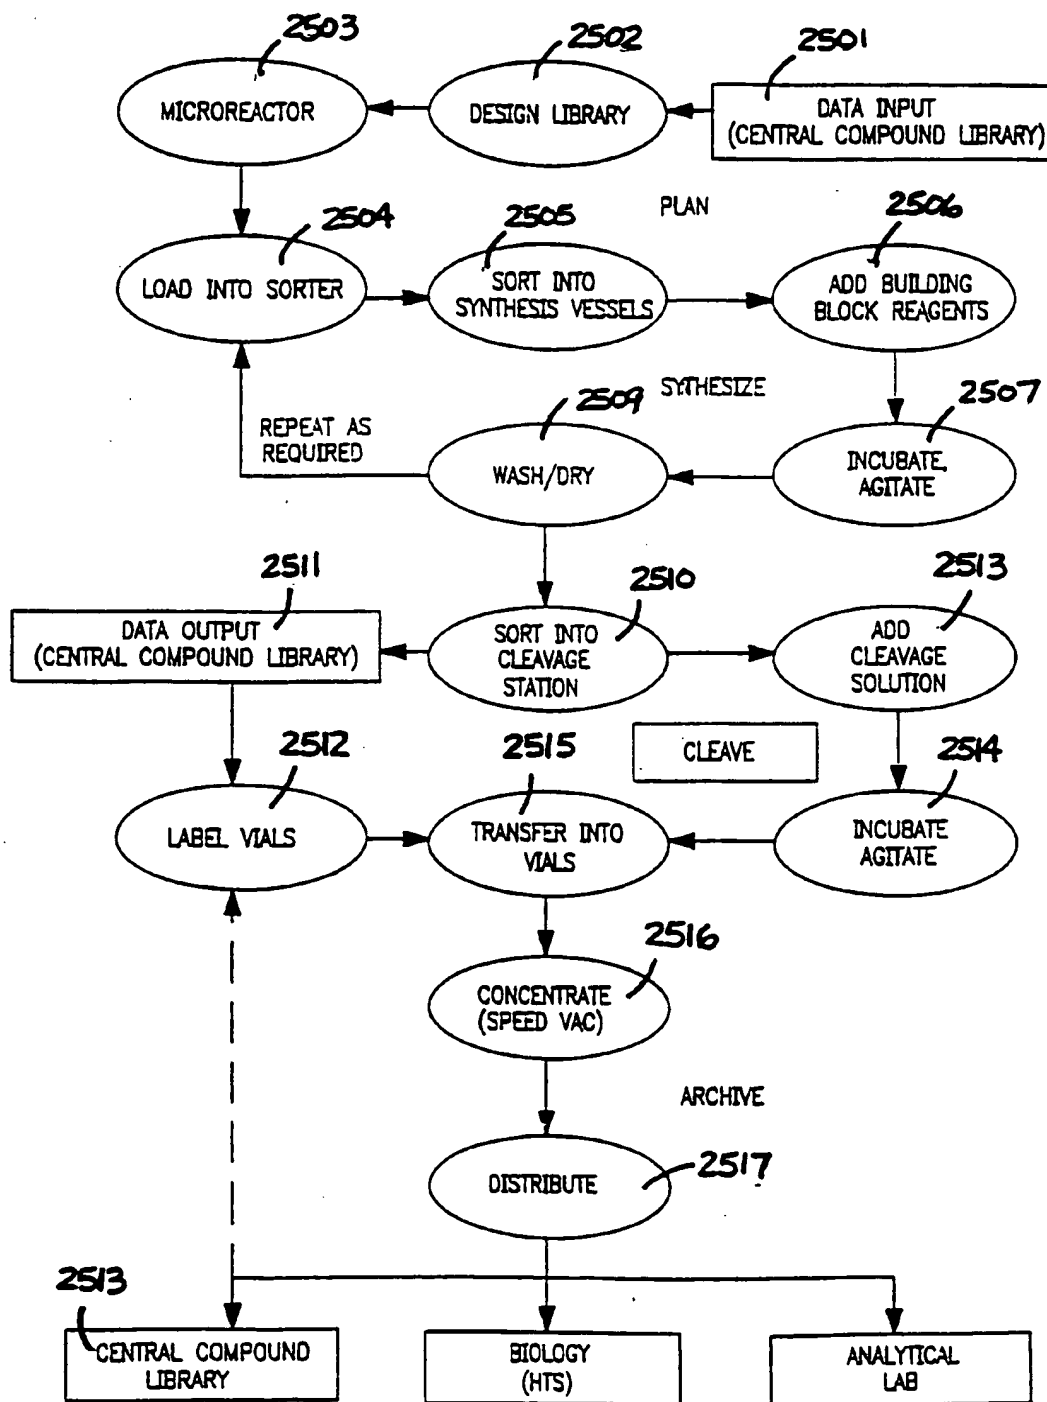 2503
2502
2501
MICROREACTOR
DESIGN LIBRARY
DATA INPUT
(CENTRAL COMPOUND LIBRARY)
PLAN
2504
2505
2506
LOAD INTO SORTER
SORT INTO
SYNTHESIS VESSELS
ADD BUILDING
BLOCK REAGENTS
SYTHESIZE
2509
2507
REPEAT AS
REQUIRED
WASH/DRY
INCUBATE,
AGITATE
2511
2510
2513
DATA OUTPUT
(CENTRAL COMPOUND LIBRARY)
SORT INTO
CLEAVAGE
STATION
ADD
CLEAVAGE
SOLUTION
2512
2515
CLEAVE
2514
LABEL VIALS
TRANSFER INTO
VIALS
INCUBATE
AGITATE
2516
CONCENTRATE
(SPEED VAC)
ARCHIVE
2517
DISTRIBUTE
2513
CENTRAL COMPOUND
LIBRARY
BIOLOGY
(HTS)
ANALYTICAL
LAB